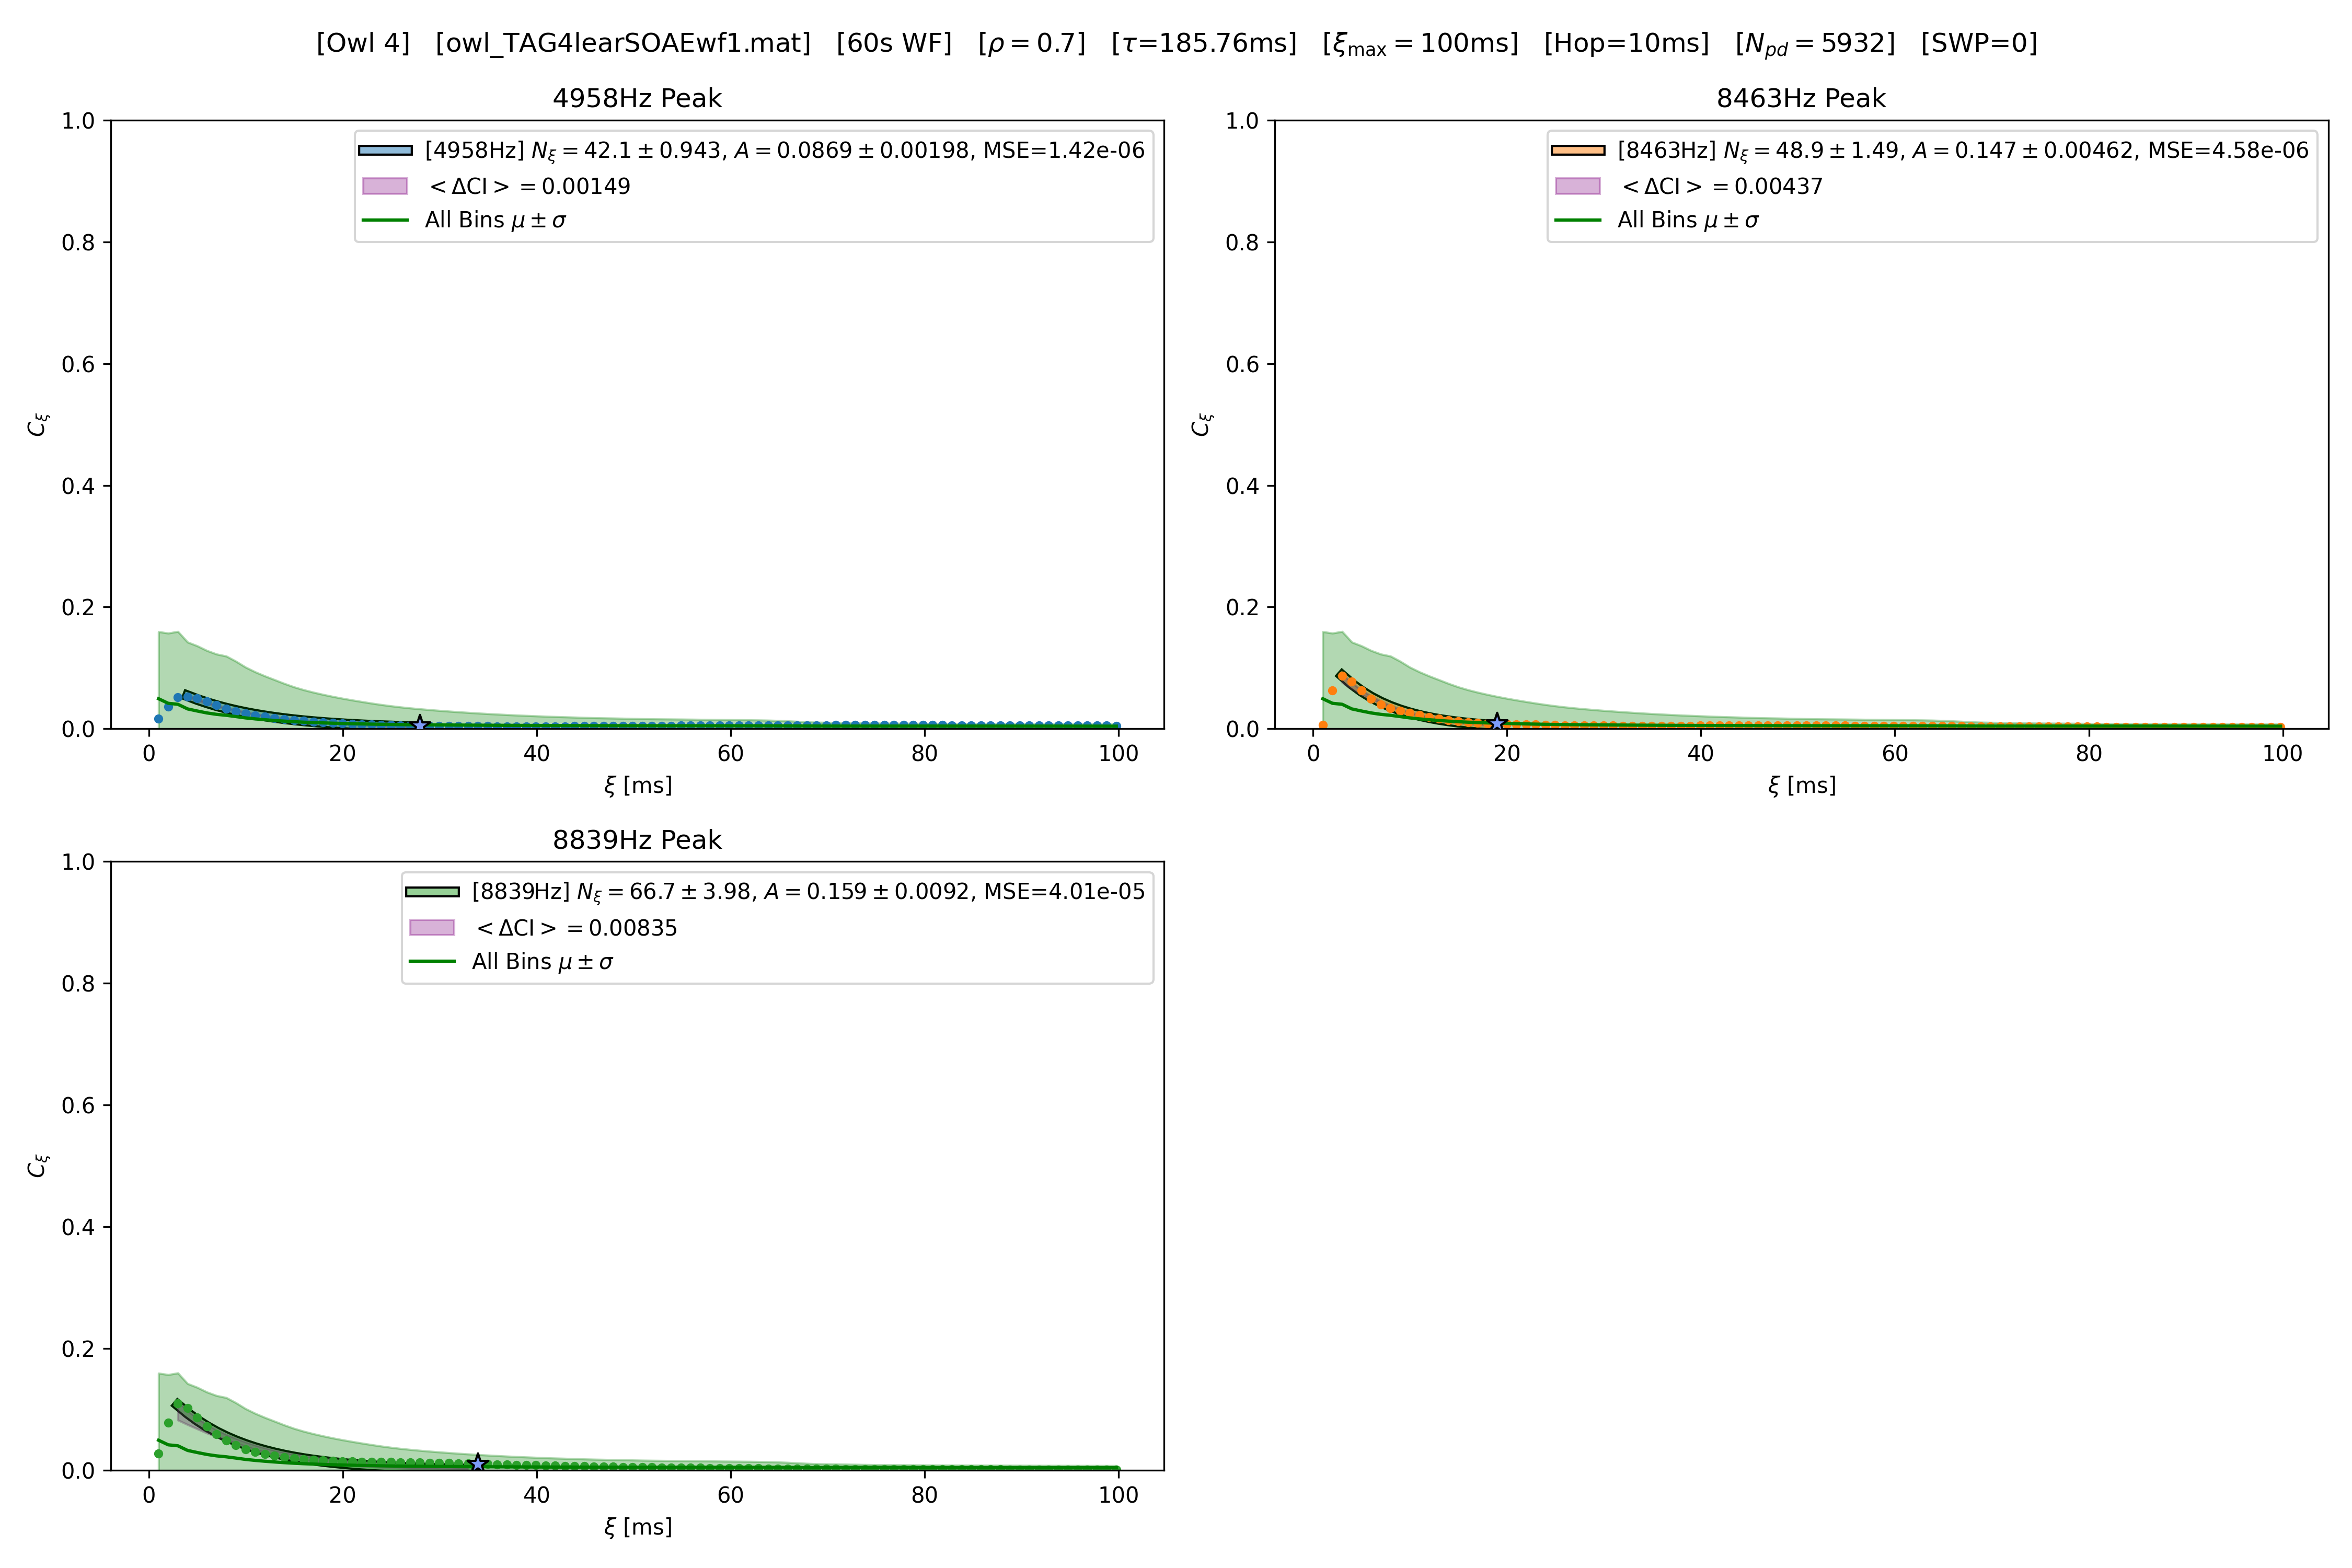 [Owl 4] [owl_TAG4learSOAEwf1.mat] [60s WF] [ρ = 0.7] [τ=185.76ms] [ξmax = 100ms] [Hop=10ms] [Npd = 5932] [SWP=0]
4958Hz Peak
1.0
0.8
0.6
0.4
0.2
0.0
Cξ
[4958Hz] Nξ = 42.1 ± 0.943, A = 0.0869 ± 0.00198, MSE=1.42e-06
< ΔCI > = 0.00149
All Bins μ ± σ
0 20 40 60 80 100
ξ [ms]
8463Hz Peak
1.0
0.8
0.6
0.4
0.2
0.0
Cξ
[8463Hz] Nξ = 48.9 ± 1.49, A = 0.147 ± 0.00462, MSE=4.58e-06
< ΔCI > = 0.00437
All Bins μ ± σ
0 20 40 60 80 100
ξ [ms]
8839Hz Peak
1.0
0.8
0.6
0.4
0.2
0.0
Cξ
[8839Hz] Nξ = 66.7 ± 3.98, A = 0.159 ± 0.0092, MSE=4.01e-05
< ΔCI > = 0.00835
All Bins μ ± σ
0 20 40 60 80 100
ξ [ms]